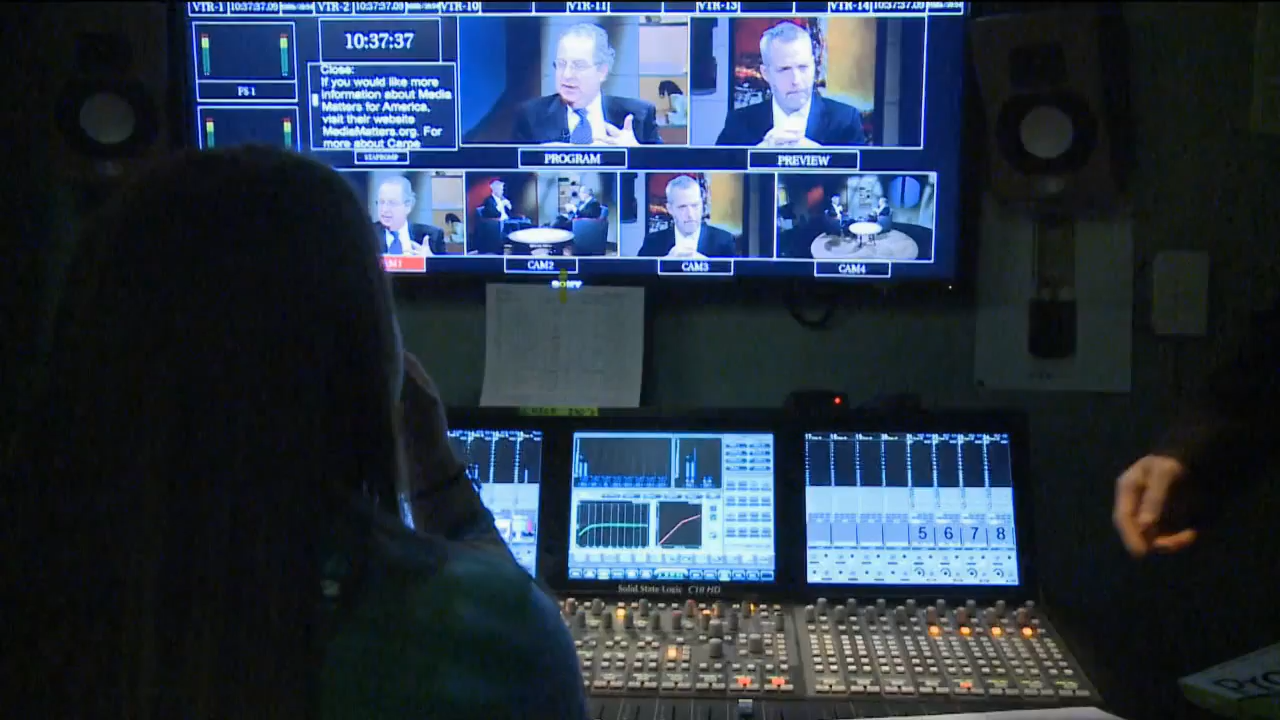 VTR-1 10:37:37.09 VTR-2 10:37:37.09 VTR-10 VTR-11 VTR-13 VTR-14 10:37:37.09
10:37:37
Close:
If you would like more
information about Media
Matters for America,
visit their website
MediaMatters.org. For
more about Carpe
PS 1
PROGRAM
PREVIEW
CAM2
CAM3
CAM4
SONY
5 6 7 8
Solid State Logic C10 HD